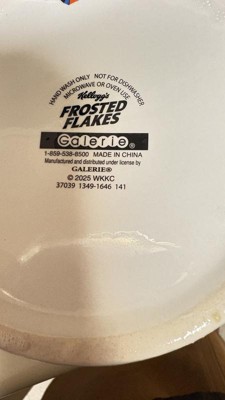 HAND WASH ONLY NOT FOR DISHWASHER
MICROWAVE OR OVEN USE
Kellogg's
FROSTED
FLAKES
Galerie®
1-859-538-8500 MADE IN CHINA
Manufactured and distributed under license by
GALERIE®
© 2025 WKKC
37039 1349-1646 141